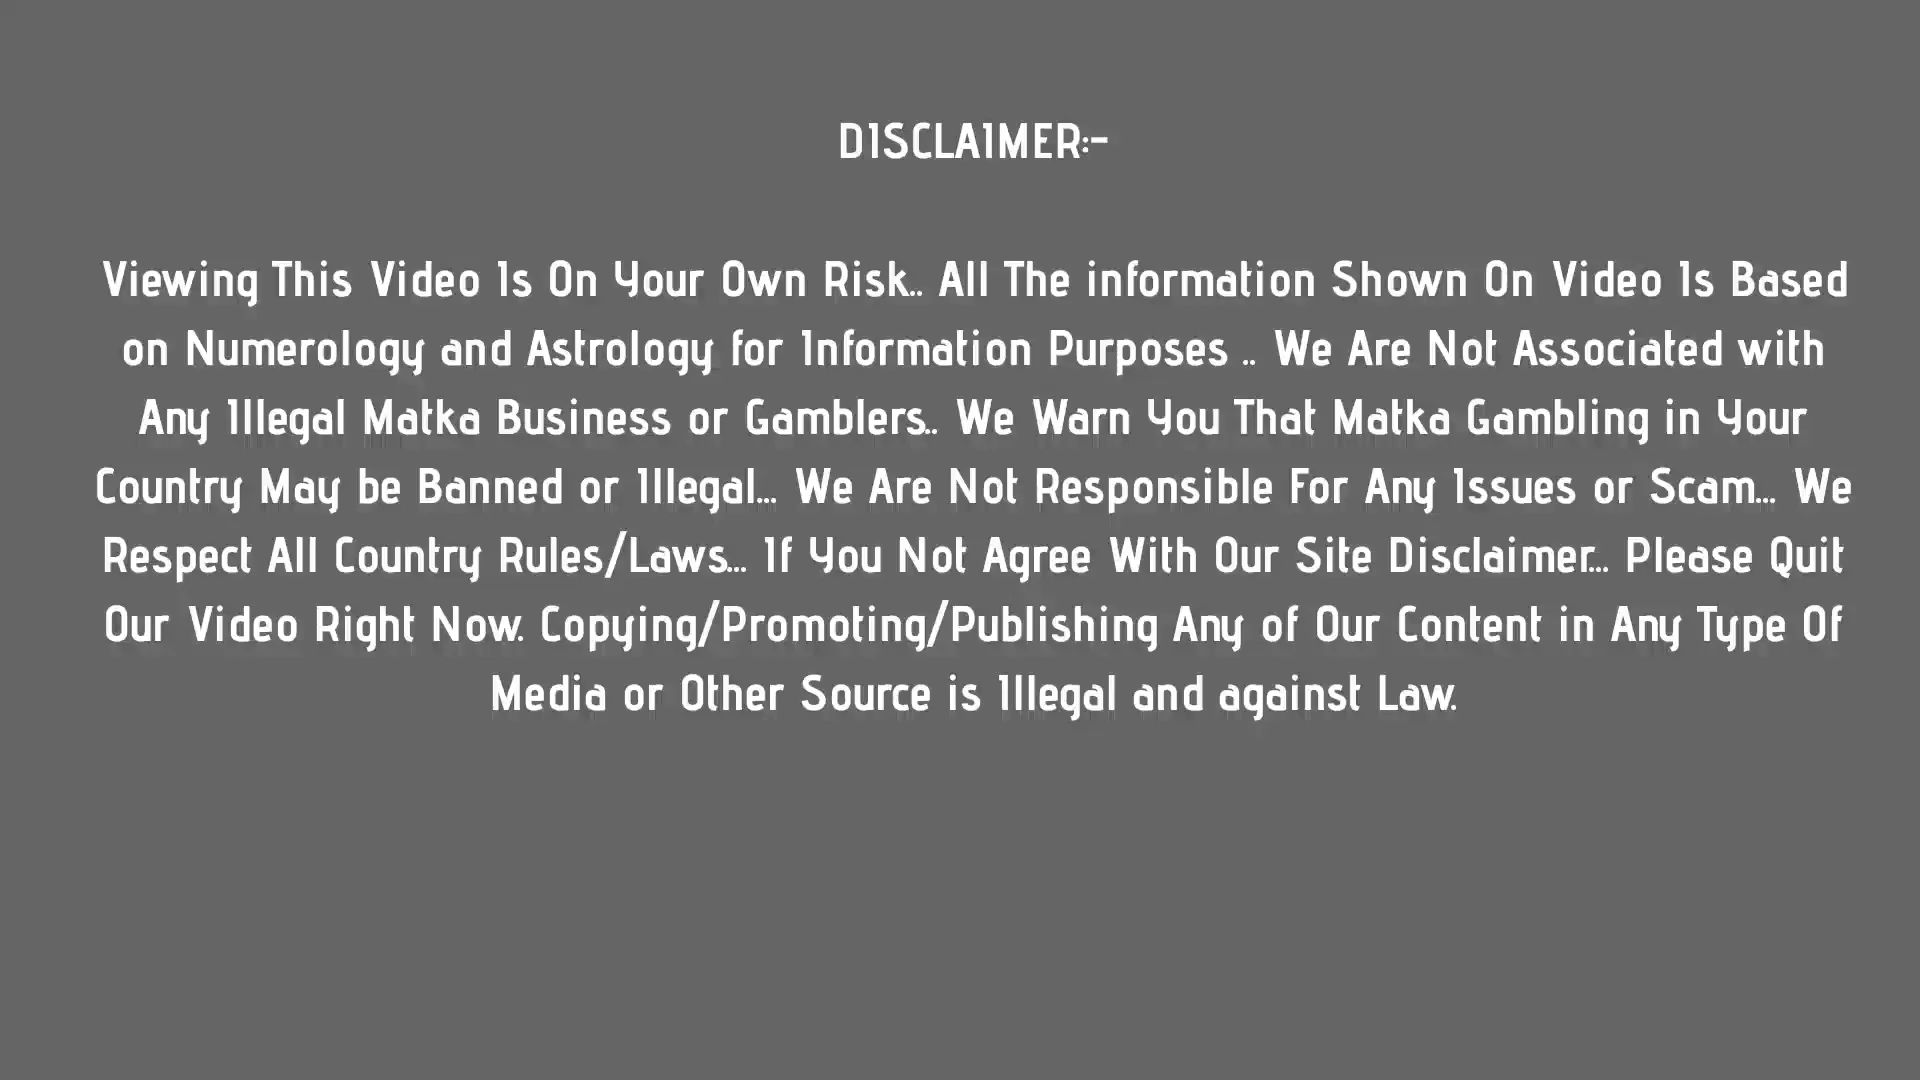 DISCLAIMER:-
Viewing This Video Is On Your Own Risk.. All The information Shown On Video Is Based
on Numerology and Astrology for Information Purposes .. We Are Not Associated with
Any Illegal Matka Business or Gamblers.. We Warn You That Matka Gambling in Your
Country May be Banned or Illegal... We Are Not Responsible For Any Issues or Scam... We
Respect All Country Rules/Laws... If You Not Agree With Our Site Disclaimer... Please Quit
Our Video Right Now. Copying/Promoting/Publishing Any of Our Content in Any Type Of
Media or Other Source is Illegal and against Law.